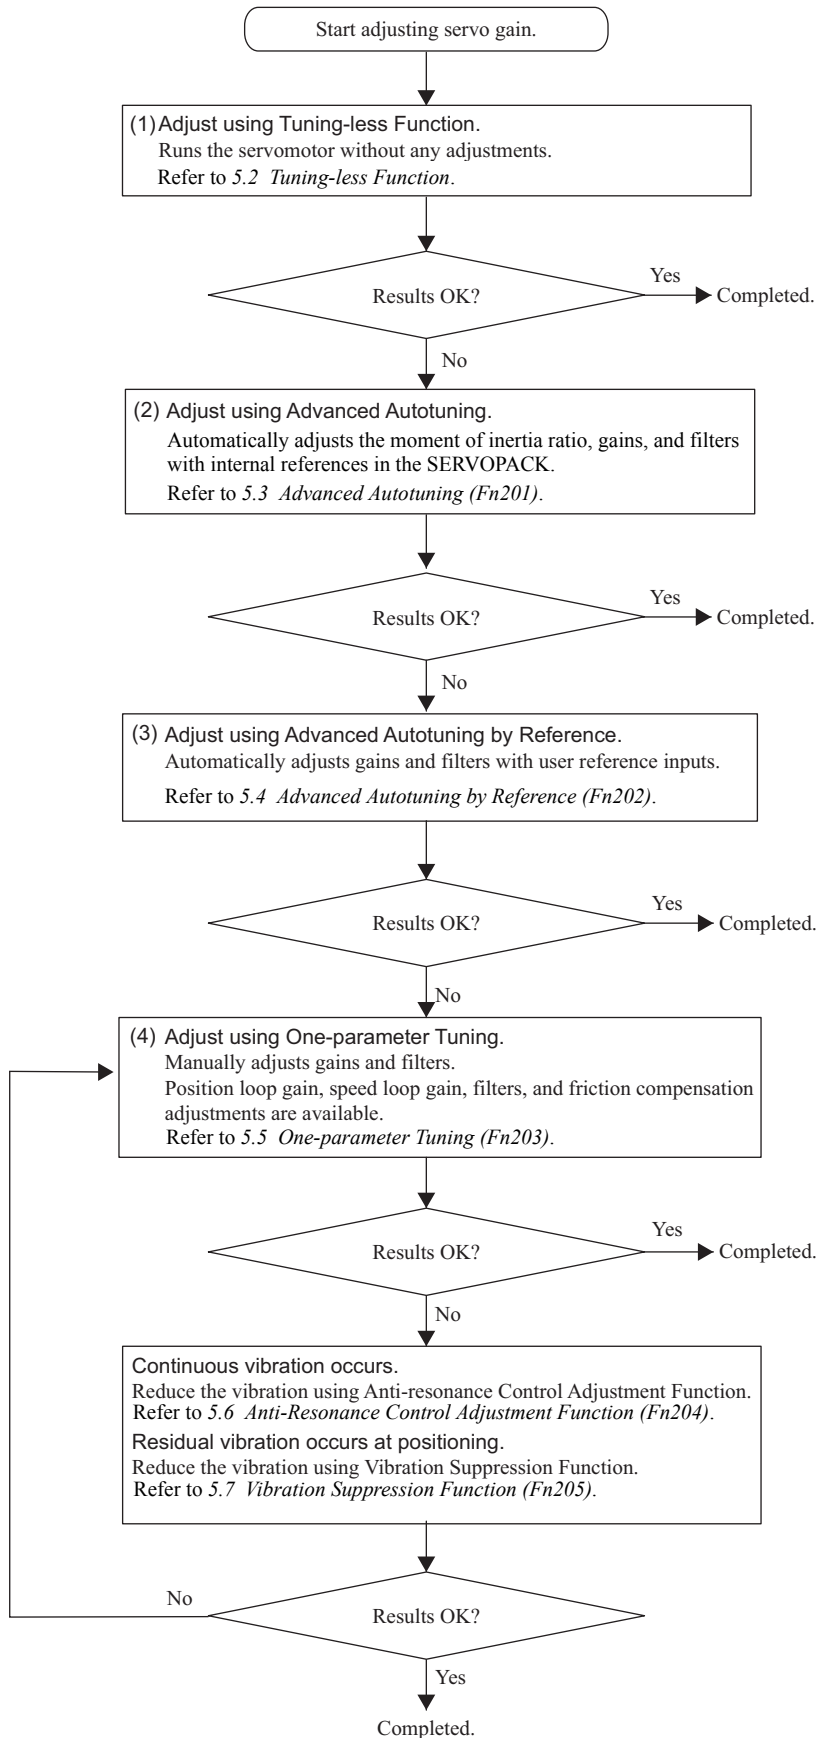 Start adjusting servo gain.
(1) Adjust using Tuning-less Function.
Runs the servomotor without any adjustments.
Refer to 5.2 Tuning-less Function.
Results OK?
Yes
Completed.
No
(2) Adjust using Advanced Autotuning.
Automatically adjusts the moment of inertia ratio, gains, and filters
with internal references in the SERVOPACK.
Refer to 5.3 Advanced Autotuning (Fn201).
Results OK?
Yes
Completed.
No
(3) Adjust using Advanced Autotuning by Reference.
Automatically adjusts gains and filters with user reference inputs.
Refer to 5.4 Advanced Autotuning by Reference (Fn202).
Results OK?
Yes
Completed.
No
(4) Adjust using One-parameter Tuning.
Manually adjusts gains and filters.
Position loop gain, speed loop gain, filters, and friction compensation
adjustments are available.
Refer to 5.5 One-parameter Tuning (Fn203).
Results OK?
Yes
Completed.
No
Continuous vibration occurs.
Reduce the vibration using Anti-resonance Control Adjustment Function.
Refer to 5.6 Anti-Resonance Control Adjustment Function (Fn204).
Residual vibration occurs at positioning.
Reduce the vibration using Vibration Suppression Function.
Refer to 5.7 Vibration Suppression Function (Fn205).
No
Results OK?
Yes
Completed.